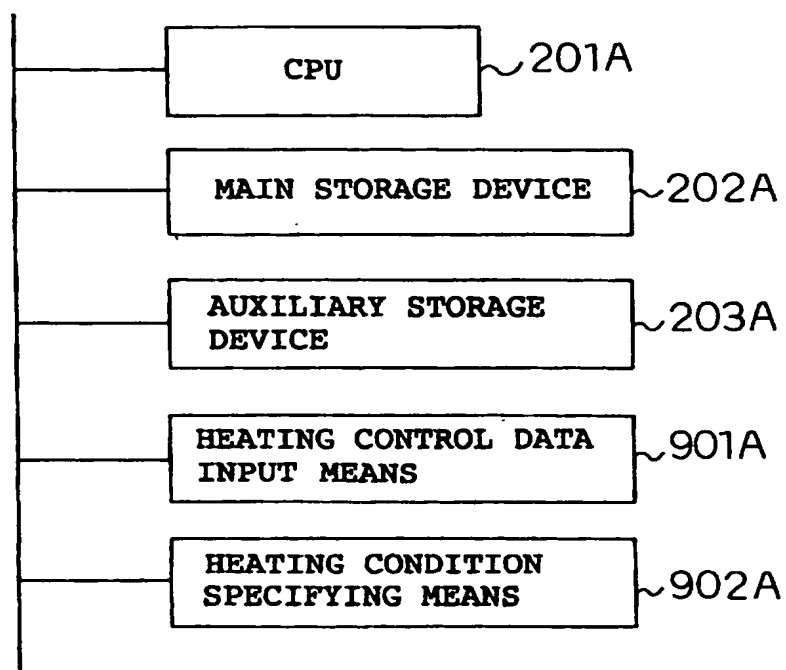 CPU 201A
MAIN STORAGE DEVICE 202A
AUXILIARY STORAGE
DEVICE 203A
HEATING CONTROL DATA
INPUT MEANS 901A
HEATING CONDITION
SPECIFYING MEANS 902A